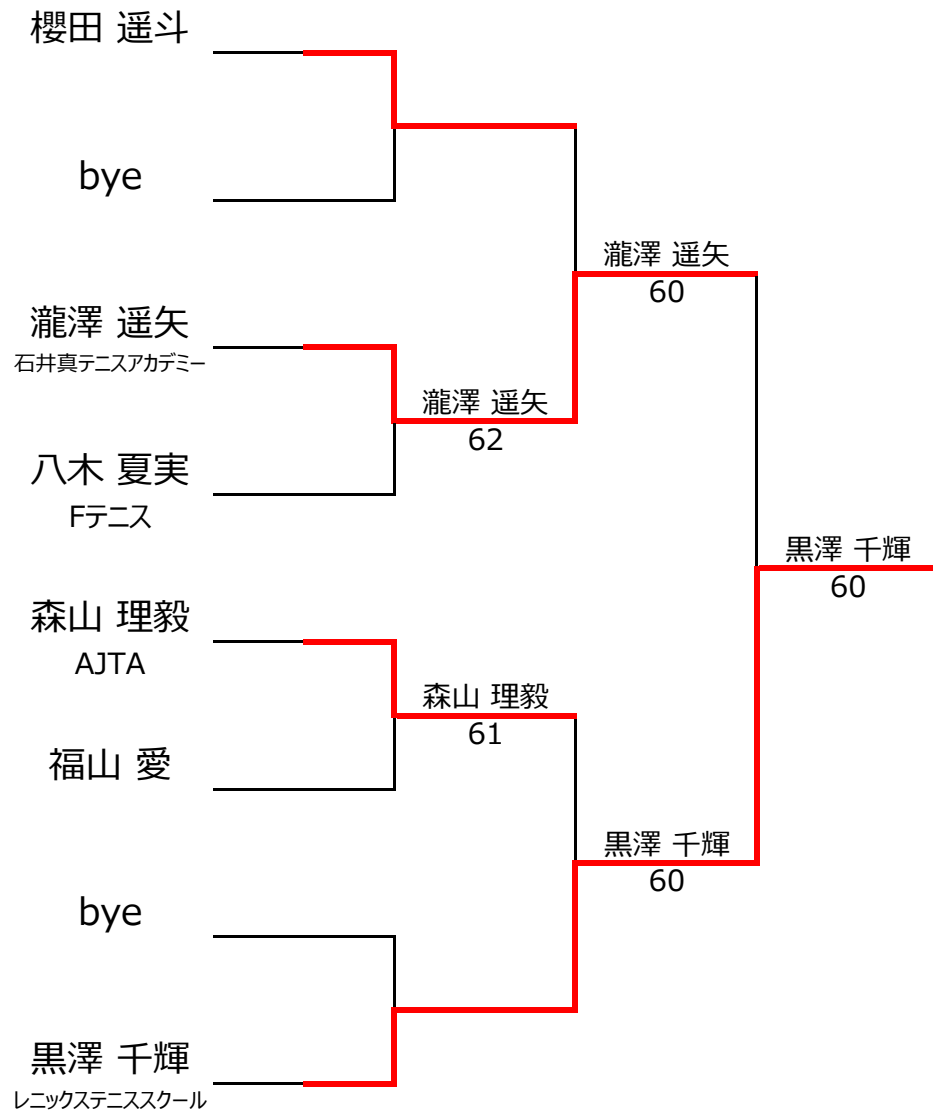 櫻田 遥斗
bye
瀧澤 遥矢
60
瀧澤 遥矢
石井真テニスアカデミー
瀧澤 遥矢
62
八木 夏実
Fテニス
黒澤 千輝
60
森山 理毅
AJTA
森山 理毅
61
福山 愛
黒澤 千輝
60
bye
黒澤 千輝
レニックステニススクール